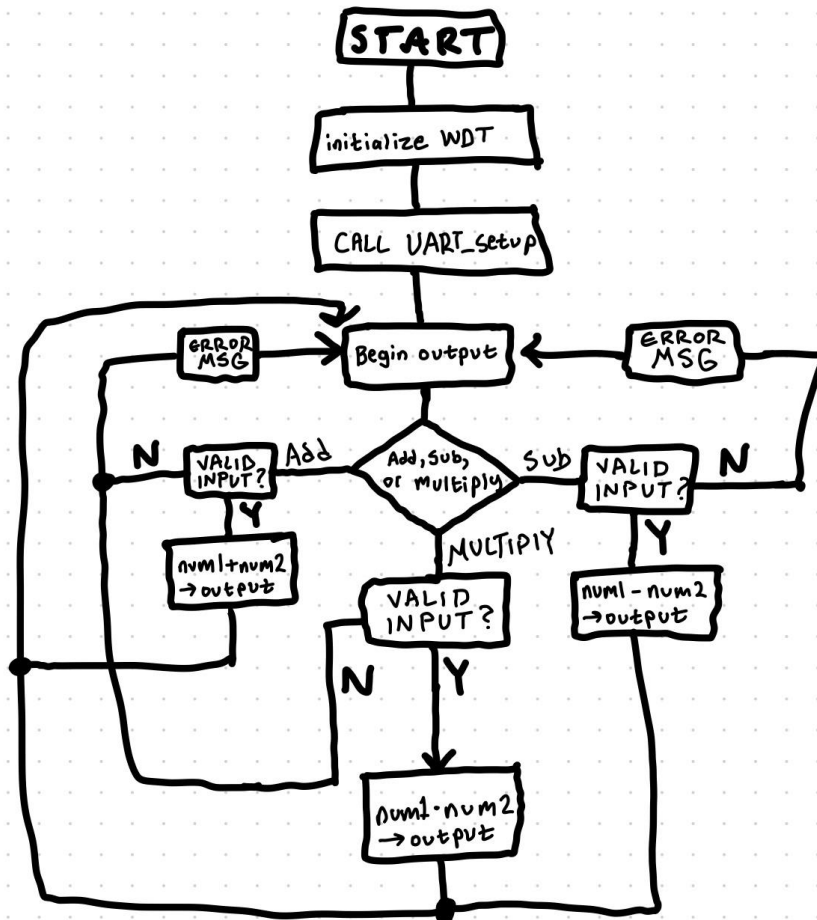 START
initialize WDT
CALL UART_setup
ERROR
MSG
Begin output
ERROR
MSG
N
VALID
INPUT?
Add
Add, Sub,
or multiply
Sub
VALID
INPUT?
N
Y
num1+num2
→output
MULTIPlY
Y
num1-num2
→output
VALID
INPUT?
N
Y
num1·num2
→output